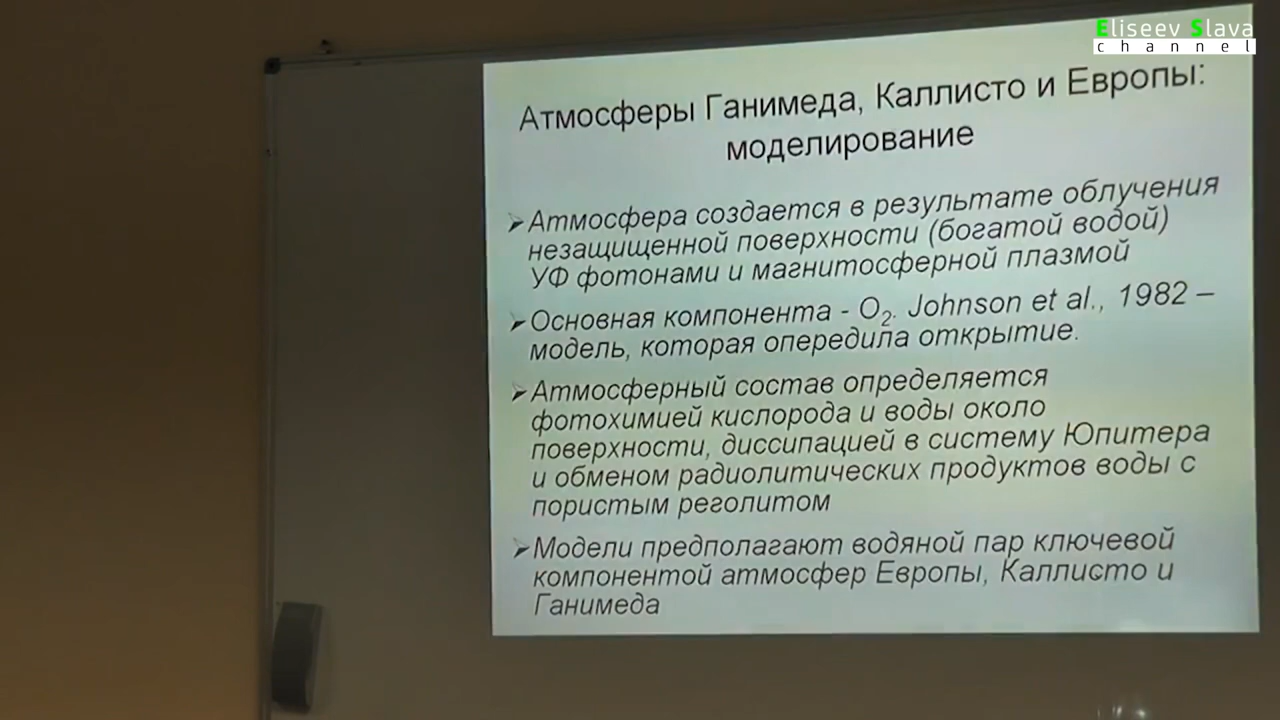 Eliseev Slava
channel
Атмосферы Ганимеда, Каллисто и Европы:
моделирование
Атмосфера создается в результате облучения
незащищенной поверхности (богатой водой)
УФ фотонами и магнитосферной плазмой
Основная компонента - O2. Johnson et al., 1982 –
модель, которая опередила открытие.
Атмосферный состав определяется
фотохимией кислорода и воды около
поверхности, диссипацией в систему Юпитера
и обменом радиолитических продуктов воды с
пористым реголитом
Модели предполагают водяной пар ключевой
компонентой атмосфер Европы, Каллисто и
Ганимеда